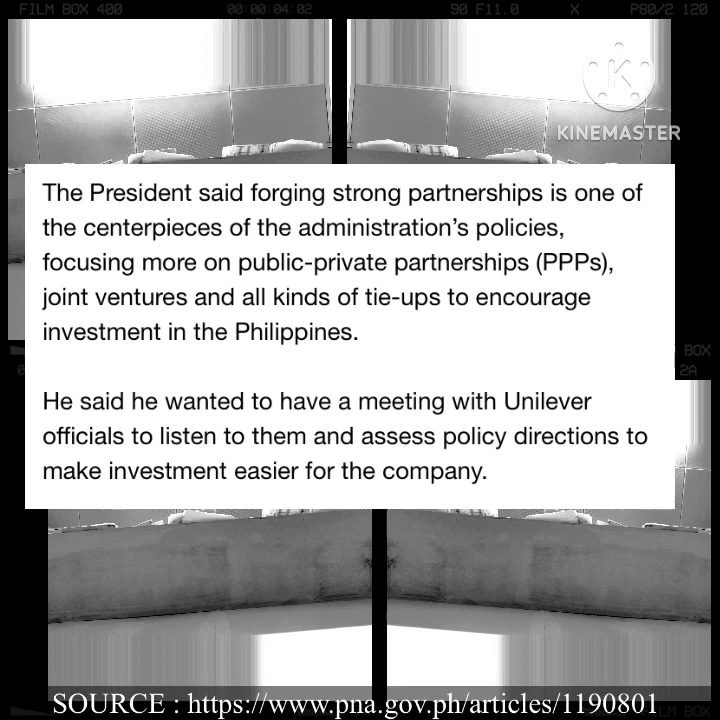 FILM BOX 400 00:00:04:02 90 F11.0 X P80/2 120
KINEMASTER
The President said forging strong partnerships is one of
the centerpieces of the administration’s policies,
focusing more on public-private partnerships (PPPs),
joint ventures and all kinds of tie-ups to encourage
investment in the Philippines.
BOX
2A
He said he wanted to have a meeting with Unilever
officials to listen to them and assess policy directions to
make investment easier for the company.
SOURCE : https://www.pna.gov.ph/articles/1190801